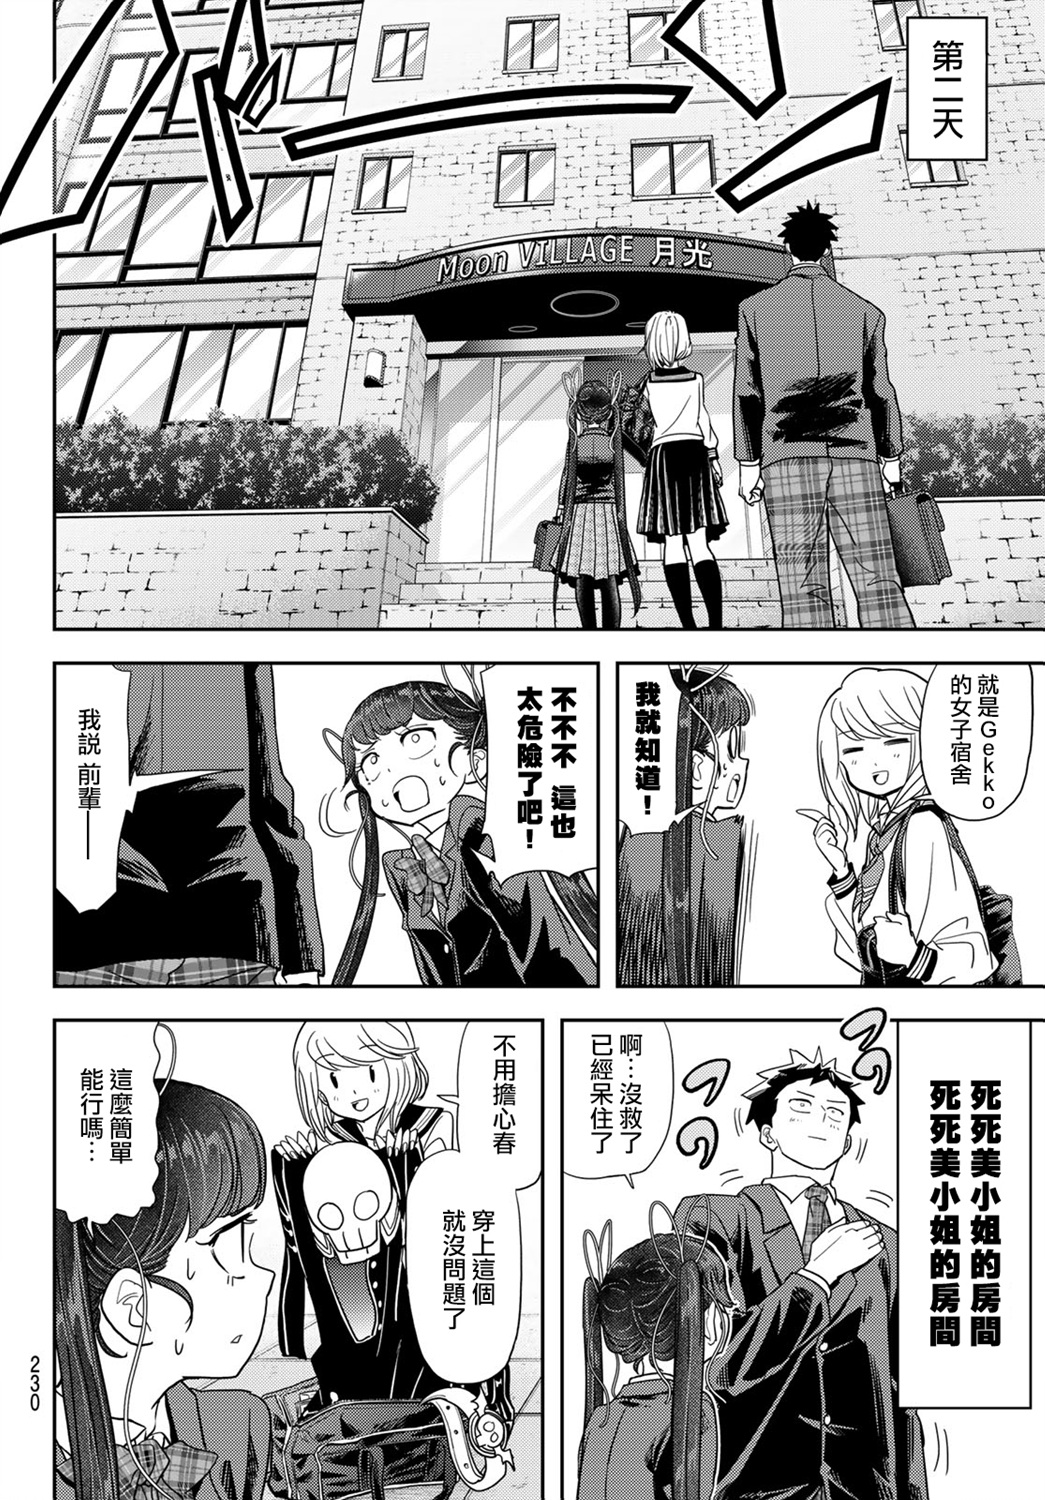 第二天
Moon VILLAGE 月光
バーン
就是Gekko
的女子宿舍
我就知道！
不不不 這也
太危險了吧！
我説 前輩——
死死美小姐的房間
死死美小姐的房間
啊…沒救了
已經呆住了
不用擔心春
穿上這個
就沒問題了
這麼簡單
能行嗎…
230